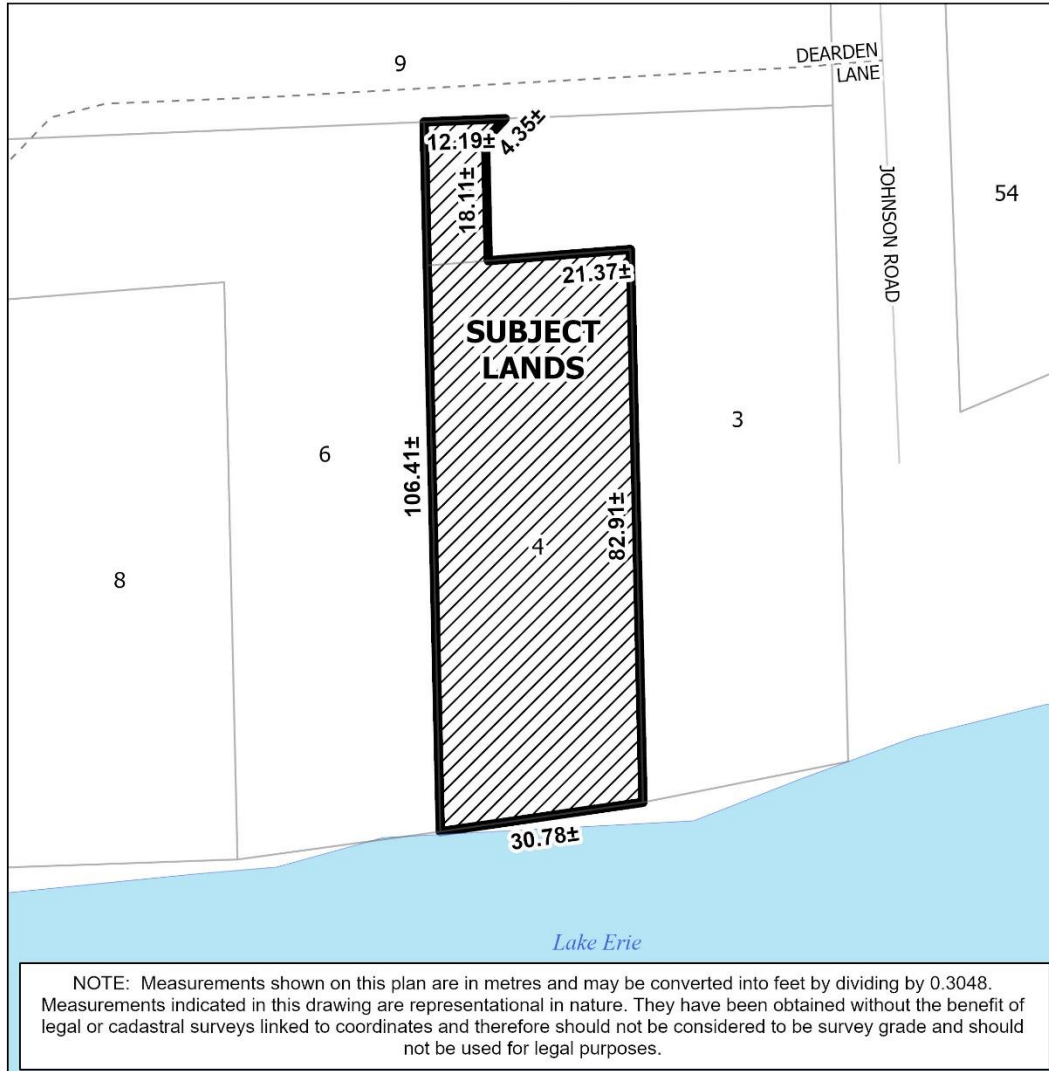 9
DEARDEN
LANE
12.19±
4.35±
18.11±
JOHNSON ROAD
54
21.37±
SUBJECT
LANDS
3
6
106.41±
82.91±
4
8
30.78±
Lake Erie
NOTE: Measurements shown on this plan are in metres and may be converted into feet by dividing by 0.3048.
Measurements indicated in this drawing are representational in nature. They have been obtained without the benefit of
legal or cadastral surveys linked to coordinates and therefore should not be considered to be survey grade and should
not be used for legal purposes.